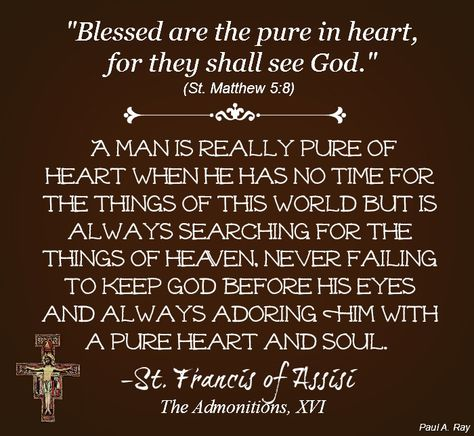 "Blessed are the pure in heart,
for they shall see God."
(St. Matthew 5:8)
A MAN IS REALLY PURE OF
HEART WHEN HE HAS NO TIME FOR
THE THINGS OF THIS WORLD BUT IS
ALWAYS SEARCHING FOR THE
THINGS OF HEAVEN, NEVER FAILING
TO KEEP GOD BEFORE HIS EYES
AND ALWAYS ADORING HIM WITH
A PURE HEART AND SOUL.
-St. Francis of Assisi
The Admonitions, XVI
Paul A. Ray